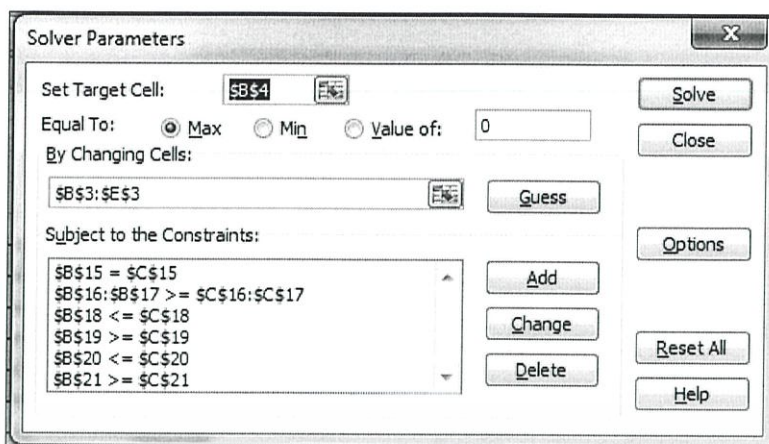 Solver Parameters
X
Set Target Cell: $B$4
Solve
Equal To: Max Min Value of: 0
Close
By Changing Cells:
$B$3:$E$3
Guess
Subject to the Constraints:
Options
$B$15 = $C$15
$B$16:$B$17 >= $C$16:$C$17
$B$18 <= $C$18
$B$19 >= $C$19
$B$20 <= $C$20
$B$21 >= $C$21
Add
Change
Delete
Reset All
Help